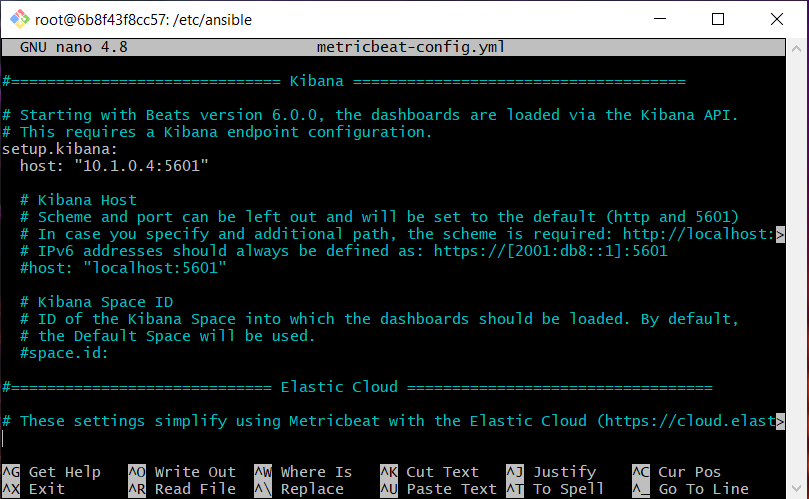 root@6b8f43f8cc57: /etc/ansible
GNU nano 4.8 metricbeat-config.yml
#============================== Kibana =====================================
# Starting with Beats version 6.0.0, the dashboards are loaded via the Kibana API.
# This requires a Kibana endpoint configuration.
setup.kibana:
  host: "10.1.0.4:5601"
  # Kibana Host
  # Scheme and port can be left out and will be set to the default (http and 5601)
  # In case you specify and additional path, the scheme is required: http://localhost:>
  # IPv6 addresses should always be defined as: https://[2001:db8::1]:5601
  #host: "localhost:5601"
  # Kibana Space ID
  # ID of the Kibana Space into which the dashboards should be loaded. By default,
  # the Default Space will be used.
  #space.id:
#============================= Elastic Cloud ==================================
# These settings simplify using Metricbeat with the Elastic Cloud (https://cloud.elast>
^G Get Help ^O Write Out ^W Where Is ^K Cut Text ^J Justify ^C Cur Pos
^X Exit ^R Read File ^\ Replace ^U Paste Text ^T To Spell ^_ Go To Line